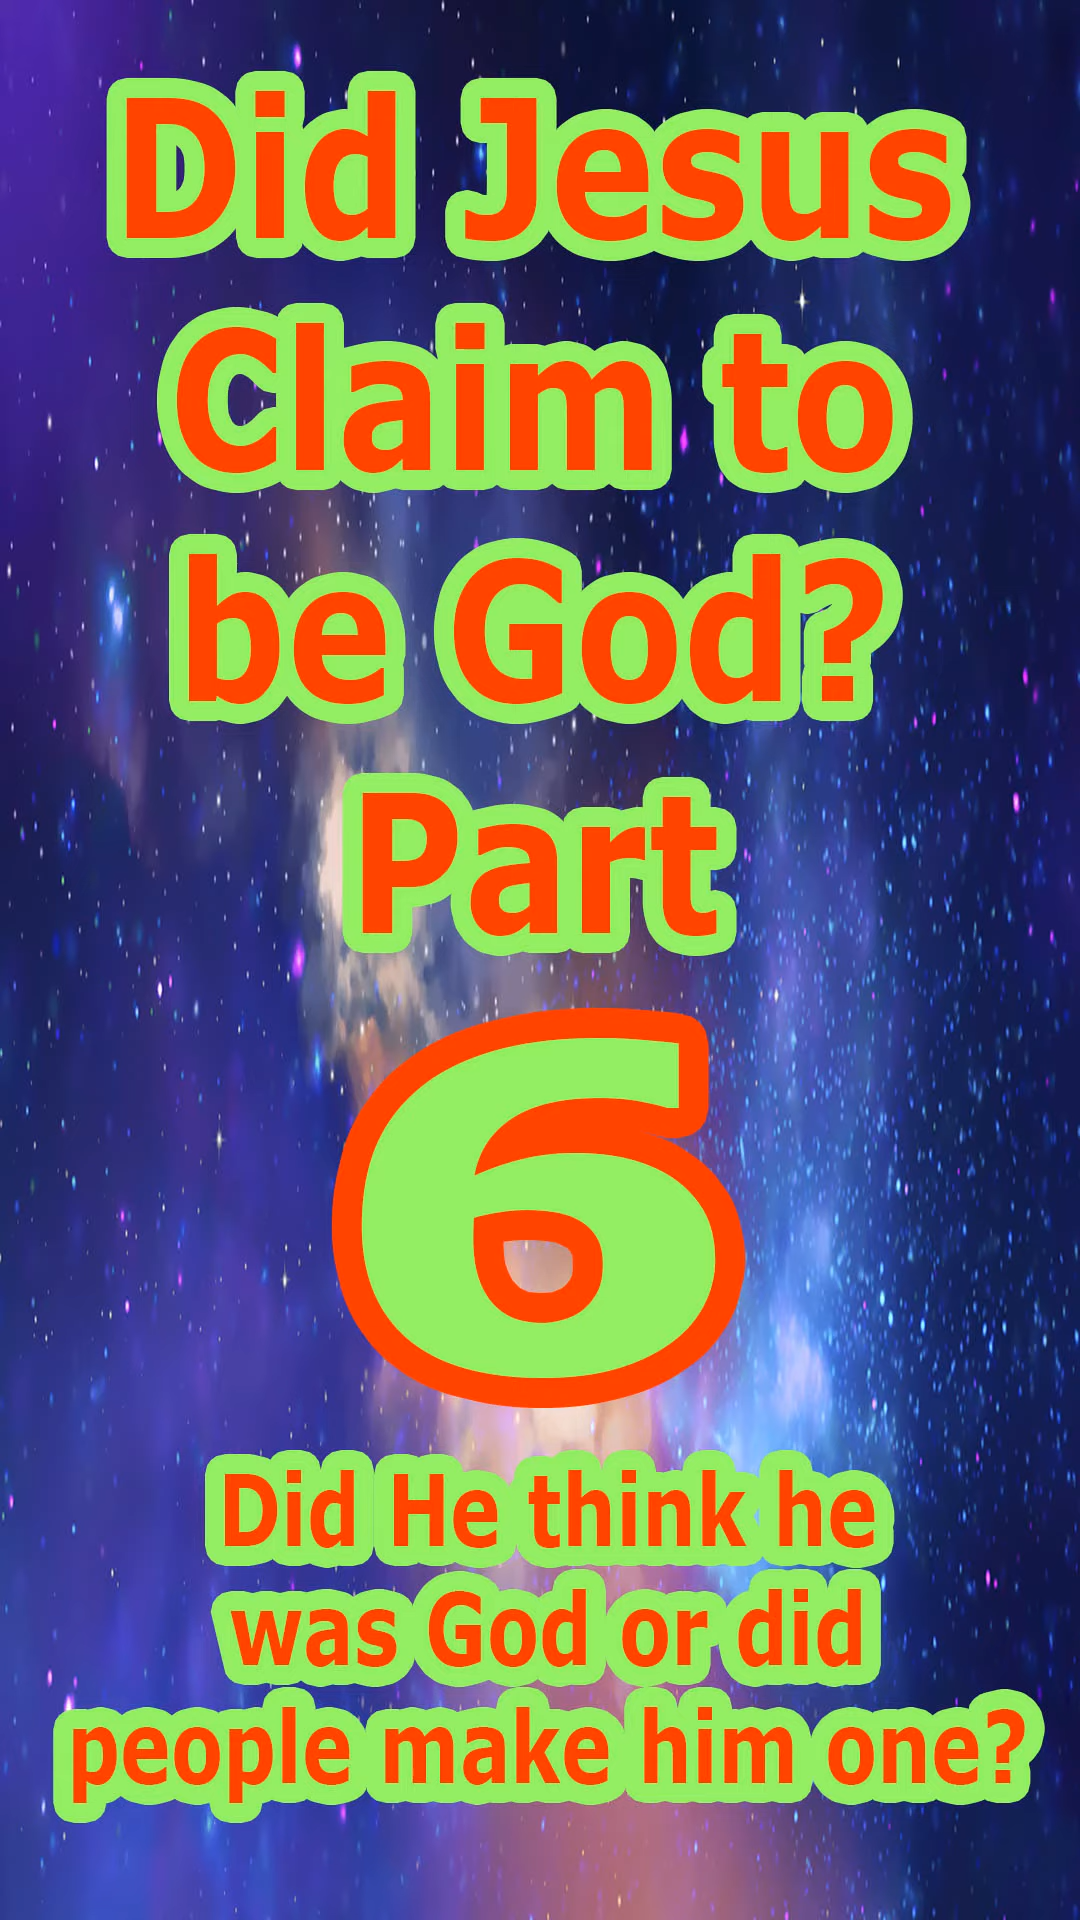 Did Jesus
Claim to
be God?
Part
6
Did He think he
was God or did
people make him one?